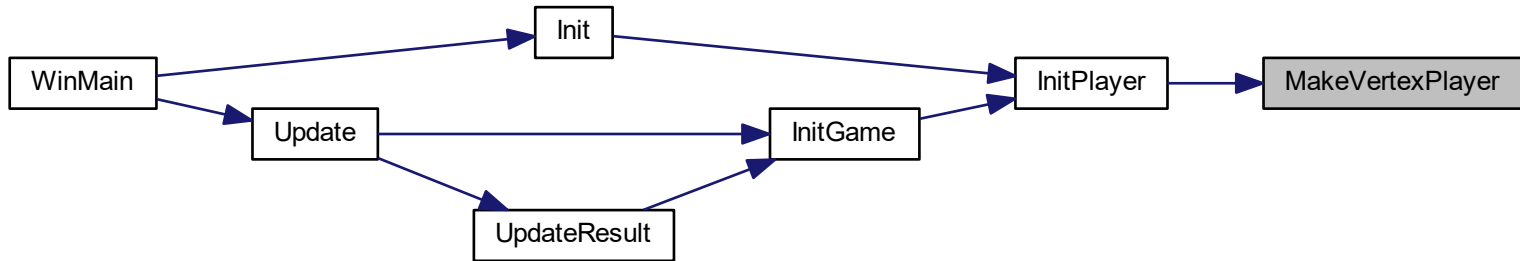 WinMain
Init
Update
UpdateResult
InitGame
InitPlayer
MakeVertexPlayer